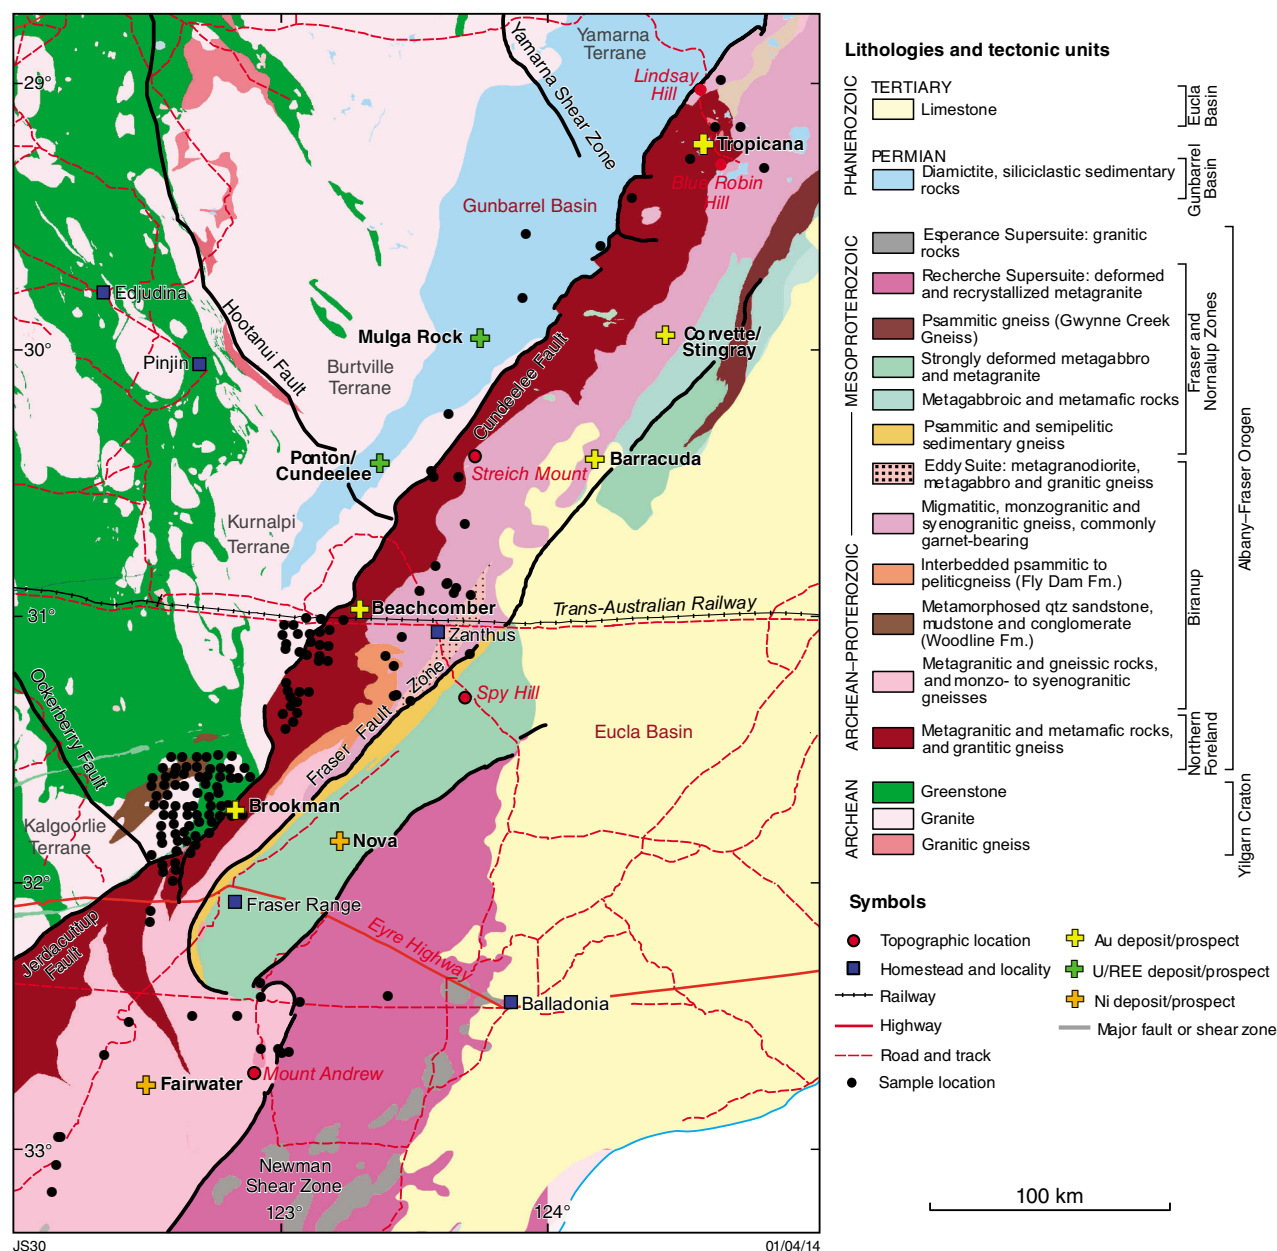 Yamarna
Terrane
Yamarna Shear Zone
Lindsay
Hill
29°
Tropicana
Blue Robin
Hill
Gunbarrel Basin
Edjudina
Hootanui Fault
Mulga Rock
Corvette/
Stingray
30°
Pinjin
Burtville
Terrane
Cundeelee Fault
Ponton/
Cundeelee
Streich Mount
Barracuda
Kurnalpi
Terrane
31°
Beachcomber
Trans-Australian Railway
Zanthus
Ockerberry Fault
Fraser Fault Zone
Spy Hill
Eucla Basin
Brookman
Kalgoorlie
Terrane
Nova
32°
Fraser Range
Jerdacuttup
Fault
Eyre Highway
Balladonia
Mount Andrew
Fairwater
33°
Newman
Shear Zone
123°
124°
JS30
01/04/14
Lithologies and tectonic units
PHANEROZOIC
TERTIARY
Limestone
Eucla
Basin
PERMIAN
Diamictite, siliciclastic sedimentary
rocks
Gunbarrel
Basin
MESOPROTEROZOIC
Esperance Supersuite: granitic
rocks
Recherche Supersuite: deformed
and recrystallized metagranite
Psammitic gneiss (Gwynne Creek
Gneiss)
Strongly deformed metagabbro
and metagranite
Metagabbroic and metamafic rocks
Psammitic and semipelitic
sedimentary gneiss
Fraser and
Nornalup Zones
ARCHEAN–PROTEROZOIC
Eddy Suite: metagranodiorite,
metagabbro and granitic gneiss
Migmatitic, monzogranitic and
syenogranitic gneiss, commonly
garnet-bearing
Interbedded psammitic to
peliticgneiss (Fly Dam Fm.)
Metamorphosed qtz sandstone,
mudstone and conglomerate
(Woodline Fm.)
Metagranitic and gneissic rocks,
and monzo- to syenogranitic
gneisses
Biranup
Metagranitic and metamafic rocks,
and grantitic gneiss
Northern
Foreland
Albany–Fraser Orogen
ARCHEAN
Greenstone
Granite
Granitic gneiss
Yilgarn Craton
Symbols
Topographic location
Homestead and locality
Railway
Highway
Road and track
Sample location
Au deposit/prospect
U/REE deposit/prospect
Ni deposit/prospect
Major fault or shear zone
100 km